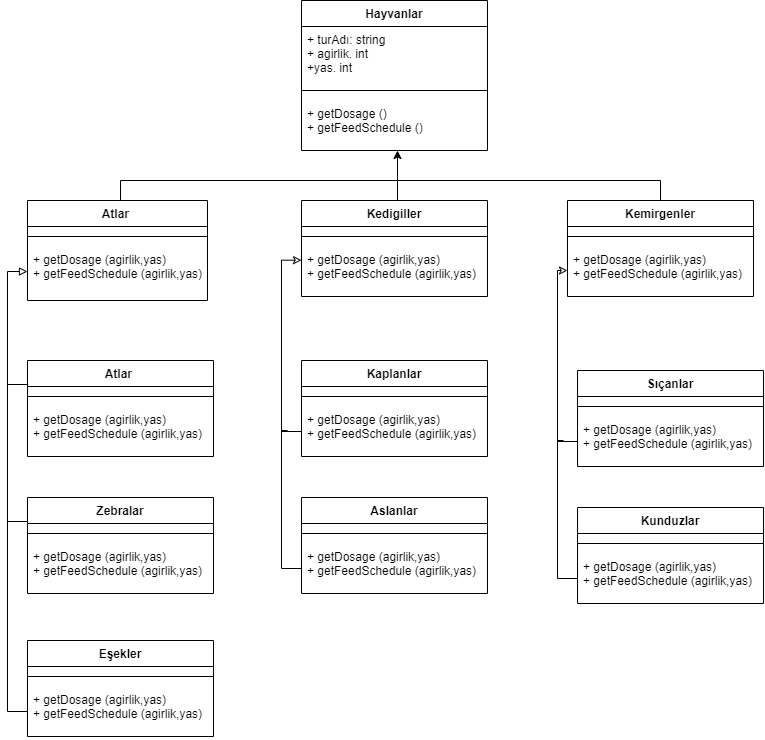 Hayvanlar
+ turAdı: string
+ agirlik. int
+yas. int
+ getDosage ()
+ getFeedSchedule ()
Atlar
+ getDosage (agirlik,yas)
+ getFeedSchedule (agirlik,yas)
Kedigiller
+ getDosage (agirlik,yas)
+ getFeedSchedule (agirlik,yas)
Kemirgenler
+ getDosage (agirlik,yas)
+ getFeedSchedule (agirlik,yas)
Atlar
+ getDosage (agirlik,yas)
+ getFeedSchedule (agirlik,yas)
Kaplanlar
+ getDosage (agirlik,yas)
+ getFeedSchedule (agirlik,yas)
Sıçanlar
+ getDosage (agirlik,yas)
+ getFeedSchedule (agirlik,yas)
Zebralar
+ getDosage (agirlik,yas)
+ getFeedSchedule (agirlik,yas)
Aslanlar
+ getDosage (agirlik,yas)
+ getFeedSchedule (agirlik,yas)
Kunduzlar
+ getDosage (agirlik,yas)
+ getFeedSchedule (agirlik,yas)
Eşekler
+ getDosage (agirlik,yas)
+ getFeedSchedule (agirlik,yas)